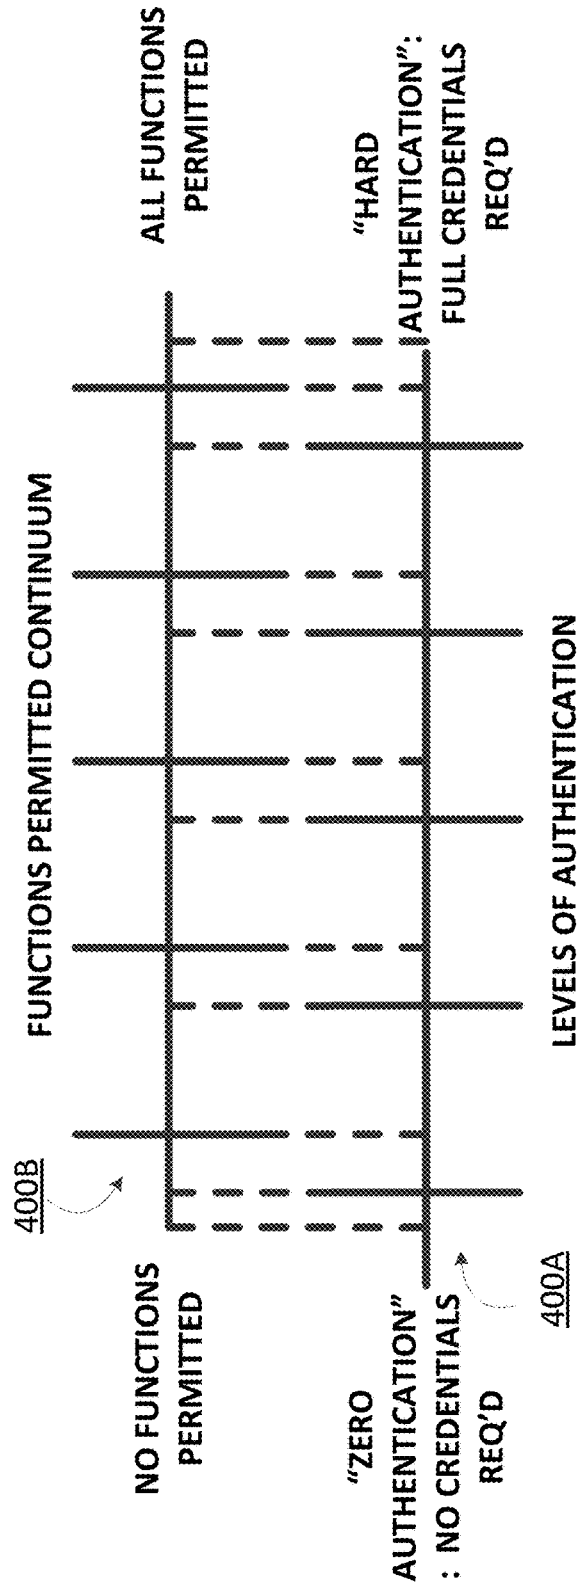 FUNCTIONS PERMITTED CONTINUUM
400B
NO FUNCTIONS
PERMITTED
ALL FUNCTIONS
PERMITTED
“ZERO
AUTHENTICATION”
: NO CREDENTIALS
REQ'D
“HARD
AUTHENTICATION”:
FULL CREDENTIALS
REQ'D
400A
LEVELS OF AUTHENTICATION